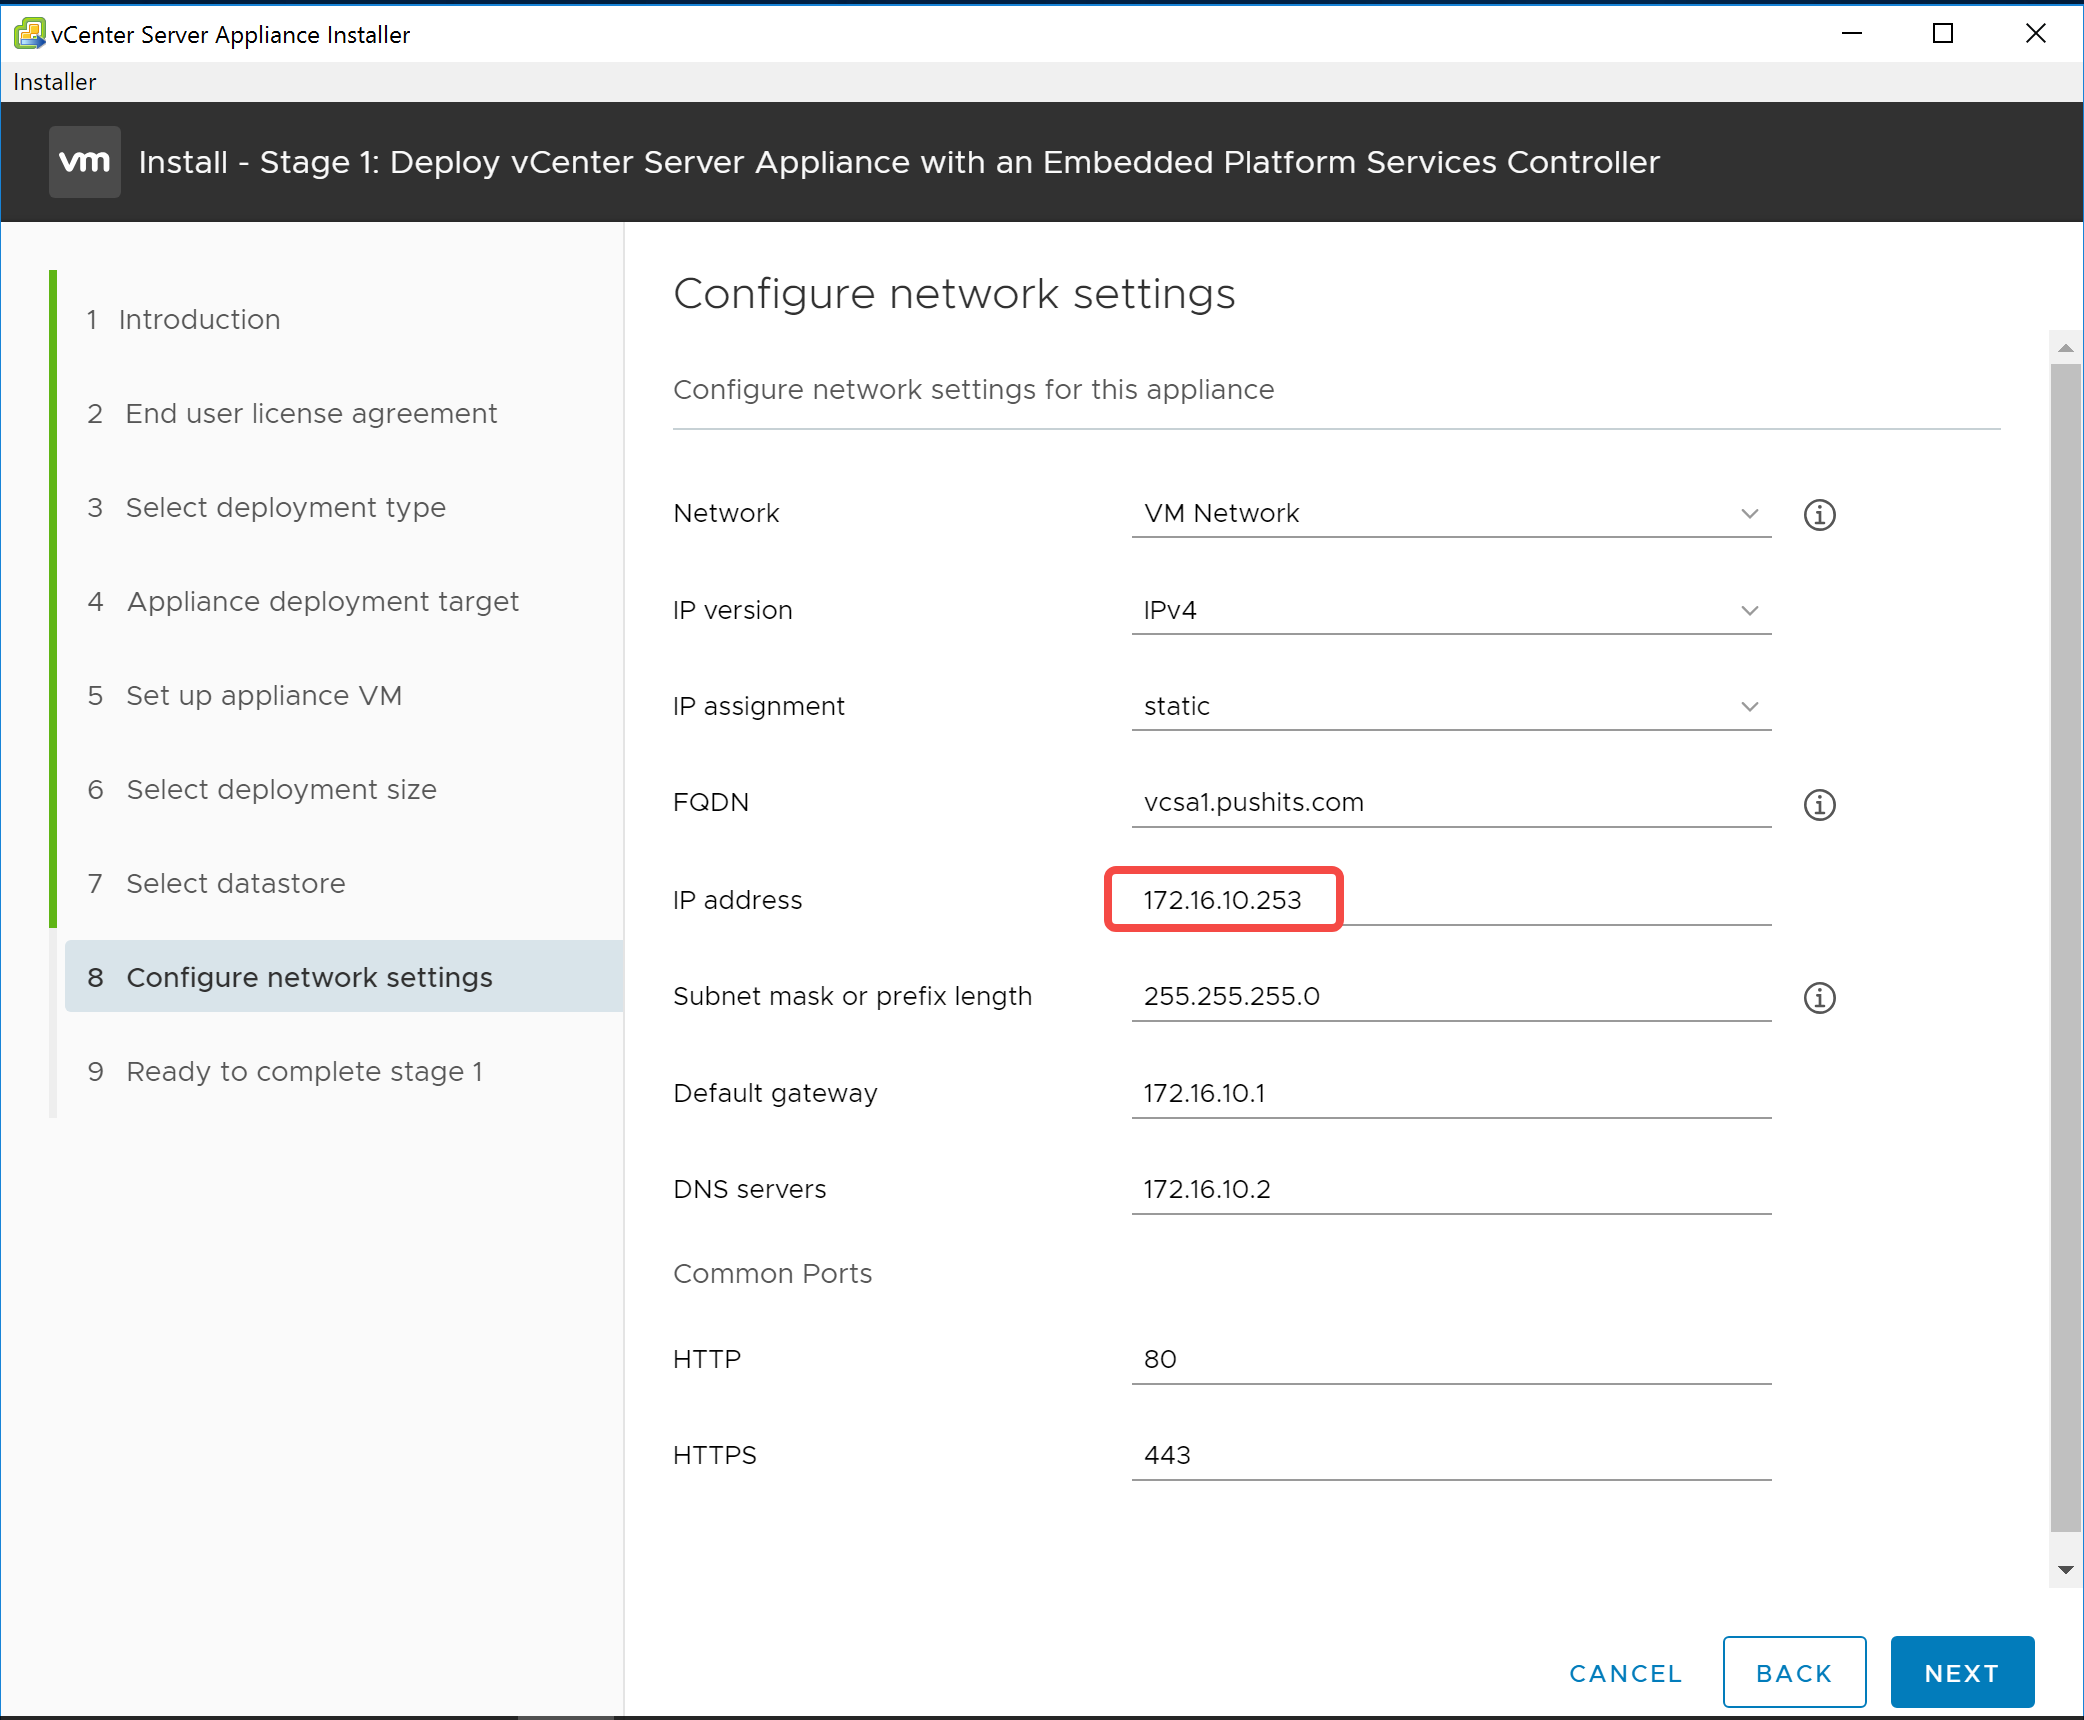 vCenter Server Appliance Installer
Installer
vm Install - Stage 1: Deploy vCenter Server Appliance with an Embedded Platform Services Controller
1 Introduction
2 End user license agreement
3 Select deployment type
4 Appliance deployment target
5 Set up appliance VM
6 Select deployment size
7 Select datastore
8 Configure network settings
9 Ready to complete stage 1
Configure network settings
Configure network settings for this appliance
Network VM Network
IP version IPv4
IP assignment static
FQDN vcsa1.pushits.com
IP address 172.16.10.253
Subnet mask or prefix length 255.255.255.0
Default gateway 172.16.10.1
DNS servers 172.16.10.2
Common Ports
HTTP 80
HTTPS 443
CANCEL BACK NEXT